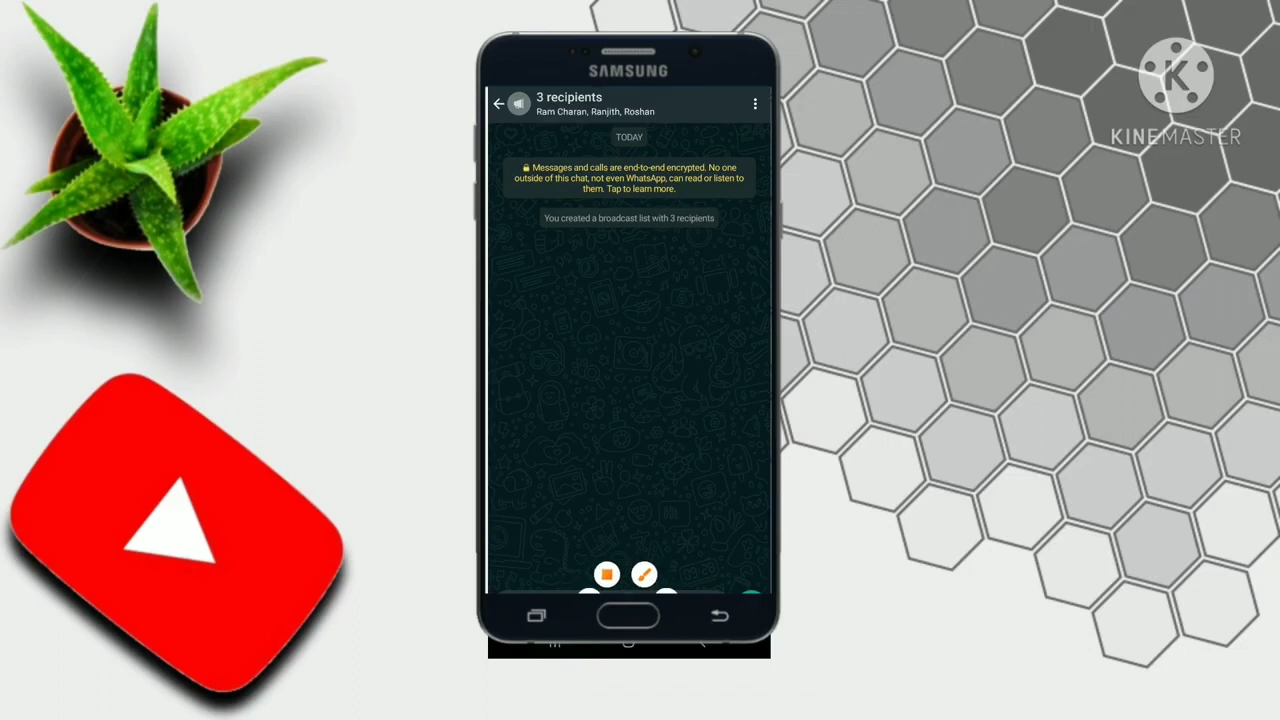 SAMSUNG
3 recipients
Ram Charan, Ranjith, Roshan
TODAY
Messages and calls are end-to-end encrypted. No one
outside of this chat, not even WhatsApp, can read or listen to
them. Tap to learn more.
You created a broadcast list with 3 recipients
K
KINEMASTER